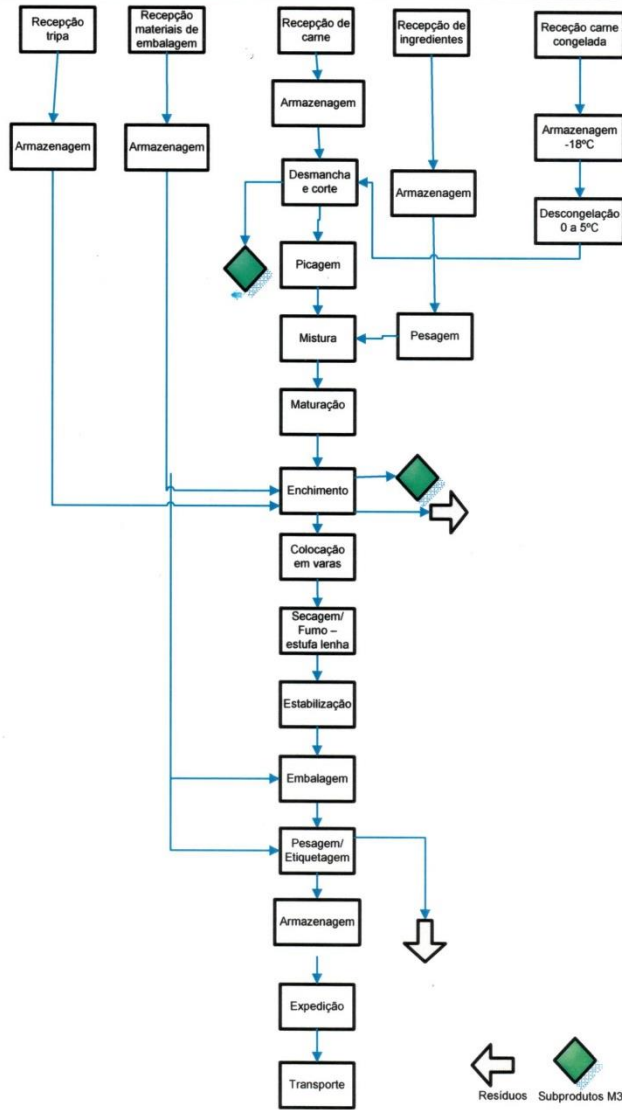 Recepção
tripa
Recepção
materiais de
embalagem
Recepção de
carne
Recepção de
ingredientes
Receção carne
congelada
Armazenagem
Armazenagem
Armazenagem
Armazenagem
-18ºC
Desmancha
e corte
Armazenagem
Descongelação
0 a 5ºC
Picagem
Mistura
Pesagem
Maturação
Enchimento
Colocação
em varas
Secagem/
Fumo –
estufa lenha
Estabilização
Embalagem
Pesagem/
Etiquetagem
Armazenagem
Expedição
Transporte
Residuos
Subprodutos M3